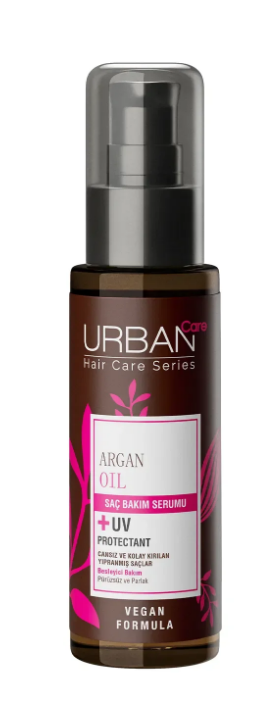 URBAN Care
Hair Care Series
ARGAN
OIL
SAÇ BAKIM SERUMU
+UV
PROTECTANT
CANSIZ VE KOLAY KIRILAN
YIPRANMIŞ SAÇLAR
Besleyici Bakım
Pürüzsüz ve Parlak
VEGAN
FORMULA